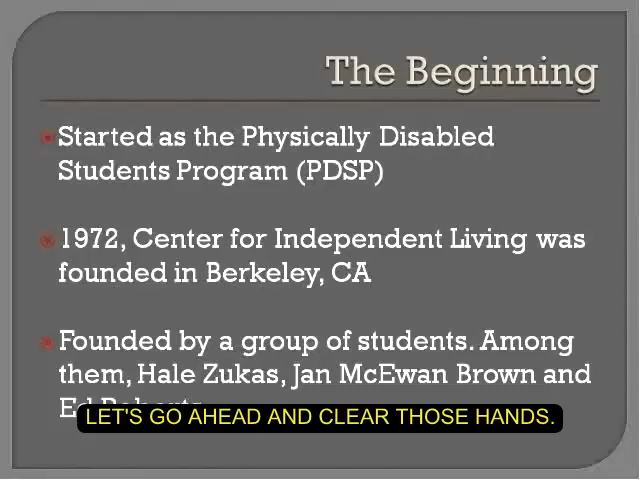 The Beginning
Started as the Physically Disabled
Students Program (PDSP)
1972, Center for Independent Living was
founded in Berkeley, CA
Founded by a group of students. Among
them, Hale Zukas, Jan McEwan Brown and
Ed Roberts
LET'S GO AHEAD AND CLEAR THOSE HANDS.